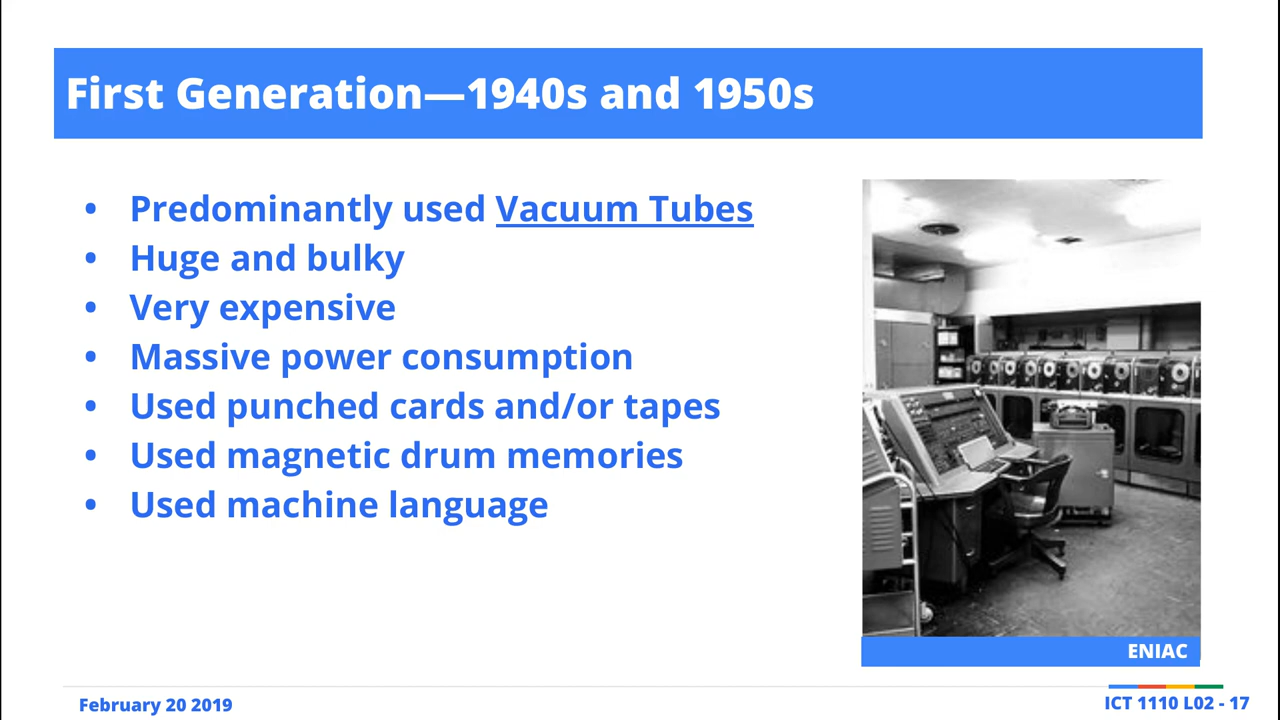 First Generation—1940s and 1950s
• Predominantly used Vacuum Tubes
• Huge and bulky
• Very expensive
• Massive power consumption
• Used punched cards and/or tapes
• Used magnetic drum memories
• Used machine language
ENIAC
February 20 2019
ICT 1110 L02 - 17